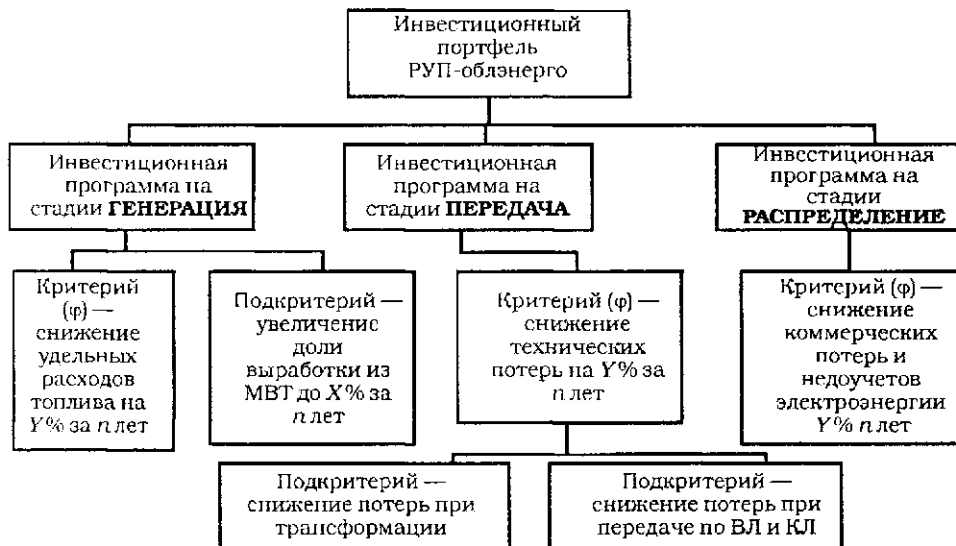 Инвестиционный
портфель
РУП-облэнерго
Инвестиционная
программа на
стадии ГЕНЕРАЦИЯ
Инвестиционная
программа на
стадии ПЕРЕДАЧА
Инвестиционная
программа на
стадии
РАСПРЕДЕЛЕНИЕ
Критерий
(φ) —
снижение
удельных
расходов
топлива на
Y% за n лет
Подкритерий —
увеличение
доли
выработки из
МВТ до X% за
n лет
Критерий (φ) —
снижение
технических
потерь на Y% за
n лет
Критерий (φ) —
снижение
коммерческих
потерь и
недоучетов
электроэнергии
Y% n лет
Подкритерий —
снижение потерь при
трансформации
Подкритерий —
снижение потерь при
передаче по ВЛ и КЛ